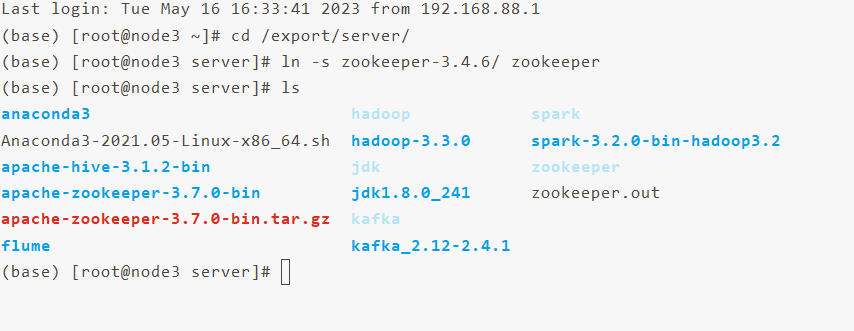 Last login: Tue May 16 16:33:41 2023 from 192.168.88.1
(base) [root@node3 ~]# cd /export/server/
(base) [root@node3 server]# ln -s zookeeper-3.4.6/ zookeeper
(base) [root@node3 server]# ls
anaconda3 hadoop spark
Anaconda3-2021.05-Linux-x86_64.sh hadoop-3.3.0 spark-3.2.0-bin-hadoop3.2
apache-hive-3.1.2-bin jdk zookeeper
apache-zookeeper-3.7.0-bin jdk1.8.0_241 zookeeper.out
apache-zookeeper-3.7.0-bin.tar.gz kafka
flume kafka_2.12-2.4.1
(base) [root@node3 server]#